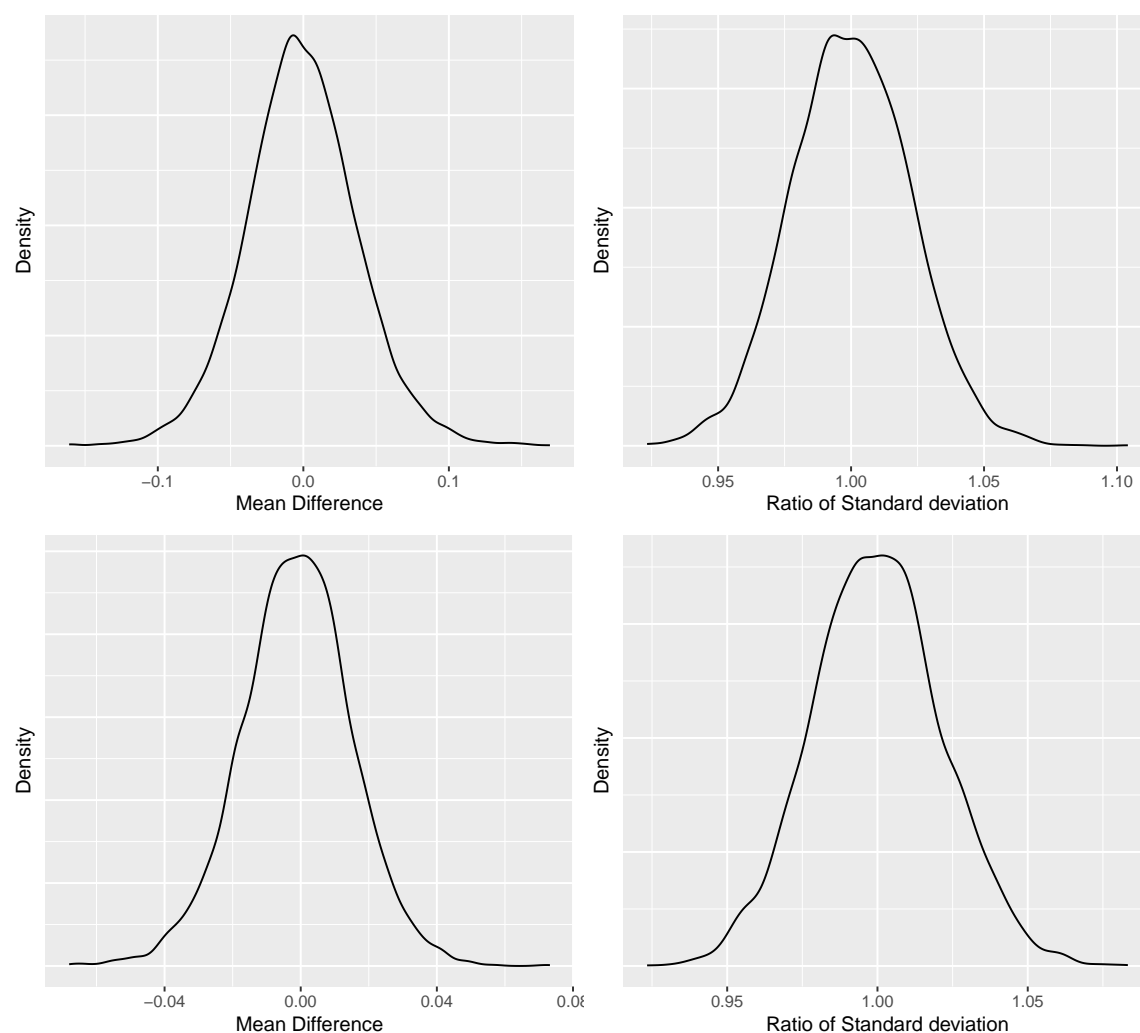 Density
−0.1 0.0 0.1
Mean Difference
Density
0.95 1.00 1.05 1.10
Ratio of Standard deviation
Density
−0.04 0.00 0.04 0.08
Mean Difference
Density
0.95 1.00 1.05
Ratio of Standard deviation